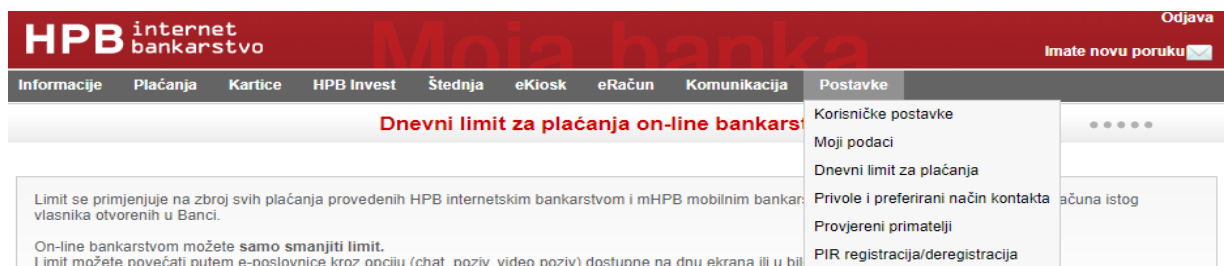 Odjava
HPB internet bankarstvo
Moja banka
Imate novu poruku
Informacije Plaćanja Kartice HPB Invest Štednja eKiosk eRačun Komunikacija Postavke
Korisničke postavke
Dnevni limit za plaćanja on-line bankarst
Moji podaci
Dnevni limit za plaćanja
Limit se primjenjuje na zbroj svih plaćanja provedenih HPB internetskim bankarstvom i mHPB mobilnim bankar
Privole i preferirani način kontakta
ačuna istog
vlasnika otvorenih u Banci.
Provjereni primatelji
On-line bankarstvom možete samo smanjiti limit.
PIR registracija/deregistracija
Limit možete povećati putem e-poslovnice kroz opciju (chat, poziv, video poziv) dostupne na dnu ekrana ili u bil